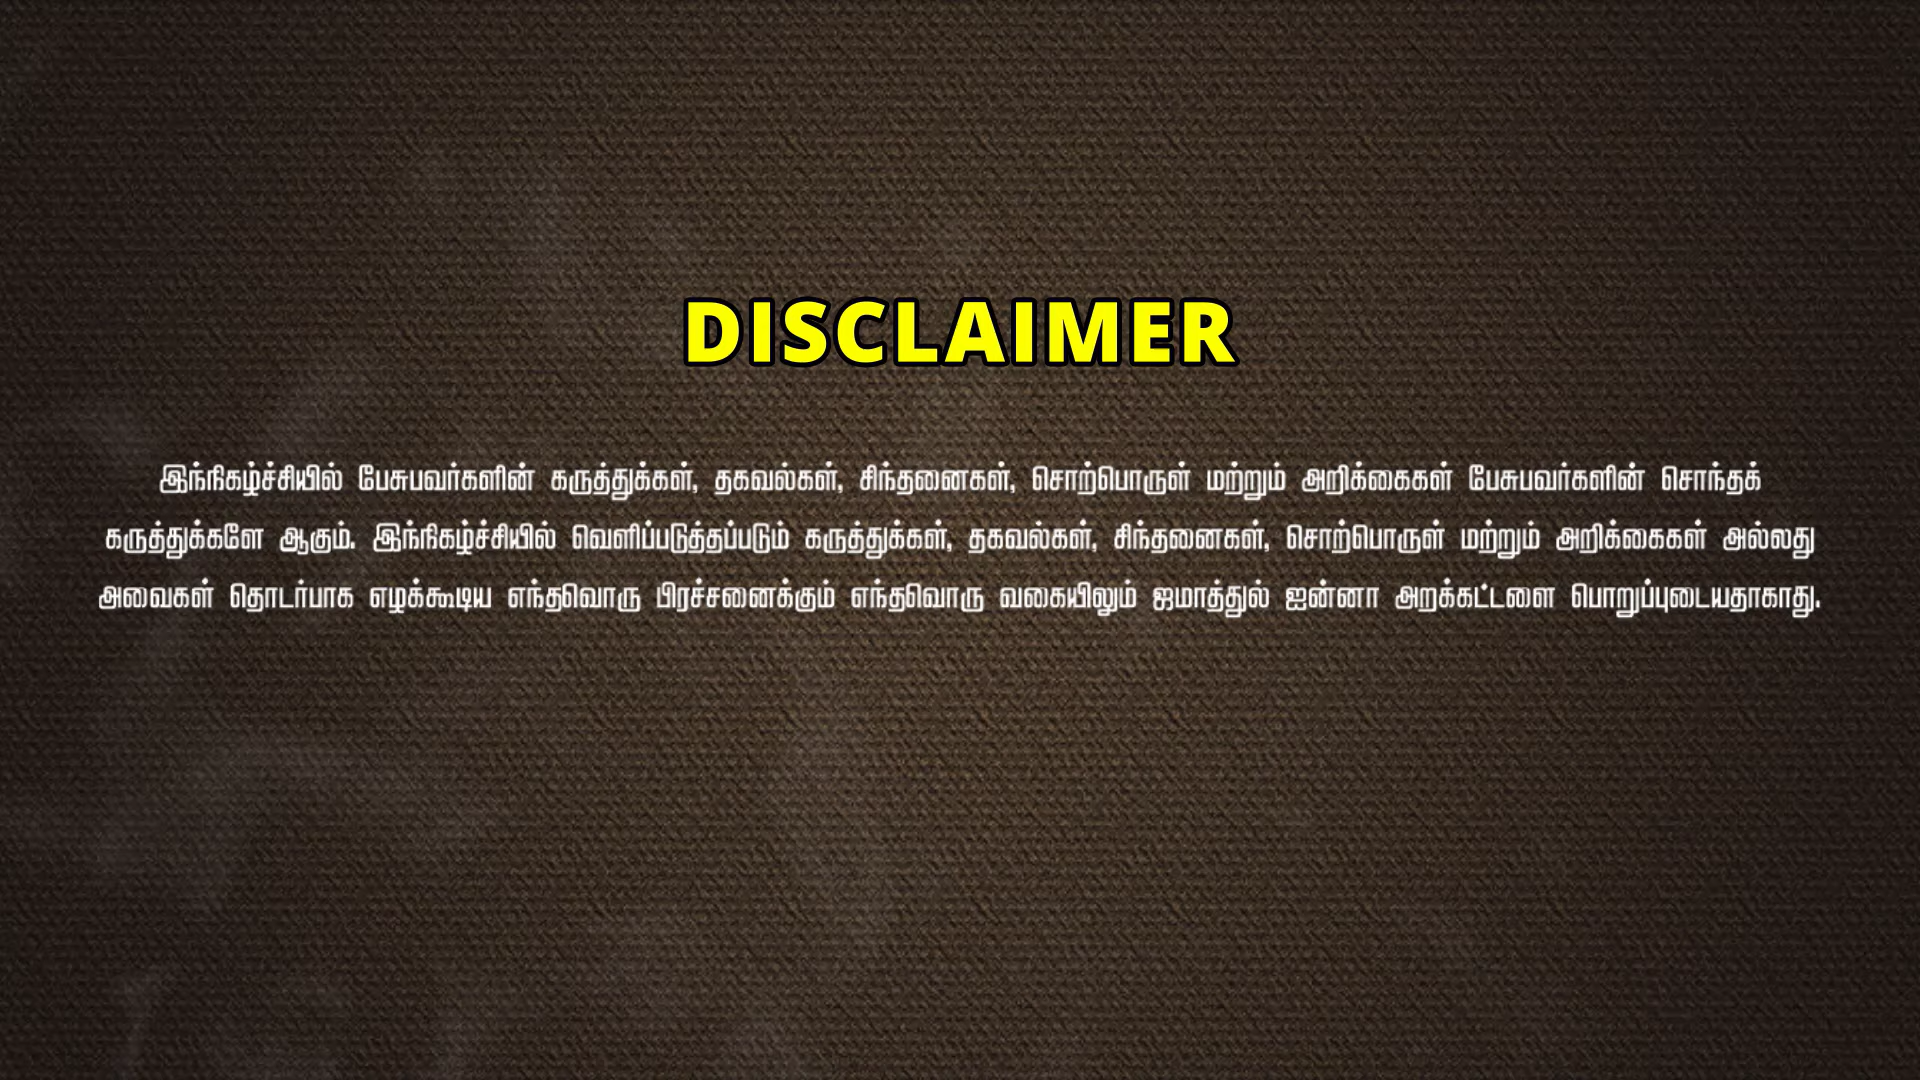 DISCLAIMER
இந்நிகழ்ச்சியில் பேசுபவர்களின் கருத்துக்கள், தகவல்கள், சிந்தனைகள், சொற்பொருள் மற்றும் அறிக்கைகள் பேசுபவர்களின் சொந்தக்
கருத்துக்களே ஆகும். இந்நிகழ்ச்சியில் வெளிப்படுத்தப்படும் கருத்துக்கள், தகவல்கள், சிந்தனைகள், சொற்பொருள் மற்றும் அறிக்கைகள் அல்லது
அவைகள் தொடர்பாக எழக்கூடிய எந்தவொரு பிரச்சனைக்கும் எந்தவொரு வகையிலும் ஜமாத்துல் ஐன்னா அறக்கட்டளை பொறுப்புடையதாகாது.